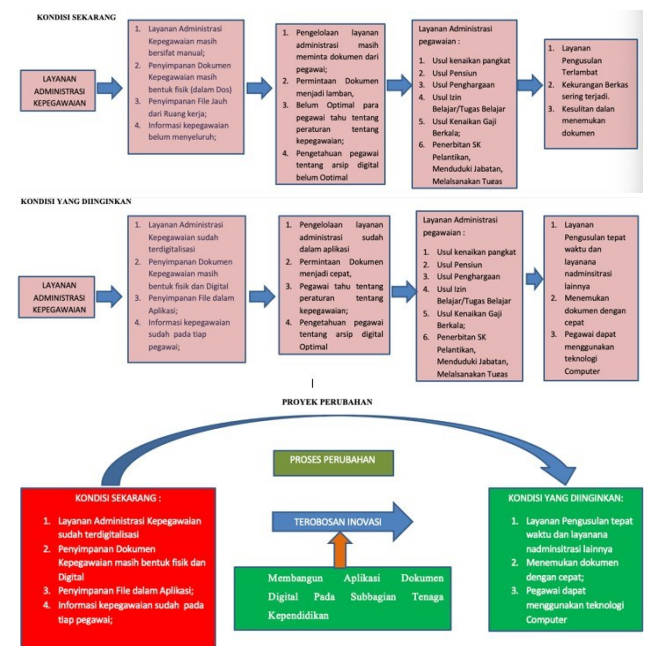 KONDISI SEKARANG
LAYANAN
ADMINISTRASI
KEPEGAWAIAN
1. Layanan Administrasi
Kepegawaian masih
bersifat manual;
2. Penyimpanan Dokumen
Kepegawaian masih
bentuk fisik (dalam Dos)
3. Penyimpanan File Jauh
dari Ruang kerja;
4. Informasi kepegawaian
belum menyeluruh;
1. Pengelolaan layanan
administrasi masih
meminta dokumen dari
pegawai;
2. Permintaan Dokumen
menjadi lamban,
3. Belum Optimal para
pegawai tahu tentang
peraturan tentang
kepegawaian;
4. Pengetahuan pegawai
tentang arsip digital
belum Optimal
Layanan Administrasi
pegawaian :
1. Usul kenaikan pangkat
2. Usul Pensiun
3. Usul Penghargaan
4. Usul Izin
Belajar/Tugas Belajar
5. Usul Kenaikan Gaji
Berkala;
6. Penerbitan SK
Pelantikan,
Menduduki Jabatan,
Melalsanakan Tugas
1. Layanan
Pengusulan
Terlambat
2. Kekurangan Berkas
sering terjadi.
3. Kesulitan dalan
menemukan
dokumen
KONDISI YANG DIINGINKAN
LAYANAN
ADMINISTRASI
KEPEGAWAIAN
1. Layanan Administrasi
Kepegawaian sudah
terdigitalisasi
2. Penyimpanan Dokumen
Kepegawaian masih
bentuk fisik dan Digital
3. Penyimpanan File dalam
Aplikasi;
4. Informasi kepegawaian
sudah pada tiap
pegawai;
1. Pengelolaan layanan
administrasi sudah
dalam aplikasi
2. Permintaan Dokumen
menjadi cepat,
3. Pegawai tahu tentang
peraturan tentang
kepegawaian;
4. Pengetahuan pegawai
tentang arsip digital
Optimal
Layanan Administrasi
pegawaian :
1. Usul kenaikan pangkat
2. Usul Pensiun
3. Usul Penghargaan
4. Usul Izin
Belajar/Tugas Belajar
5. Usul Kenaikan Gaji
Berkala;
6. Penerbitan SK
Pelantikan,
Menduduki Jabatan,
Melalsanakan Tugas
1. Layanan
Pengusulan tepat
waktu dan
layanana
nadminsitrasi
lainnya
2. Menemukan
dokumen dengan
cepat
3. Pegawai dapat
menggunakan
teknologi
Computer
PROYEK PERUBAHAN
PROSES PERUBAHAN
KONDISI SEKARANG :
1. Layanan Administrasi Kepegawaian
sudah terdigitalisasi
2. Penyimpanan Dokumen
Kepegawaian masih bentuk fisik dan
Digital
3. Penyimpanan File dalam Aplikasi;
4. Informasi kepegawaian sudah pada
tiap pegawai;
TEROBOSAN INOVASI
Membangun Aplikasi Dokumen
Digital Pada Subbagian Tenaga
Kependidikan
KONDISI YANG DIINGINKAN:
1. Layanan Pengusulan tepat
waktu dan layanana
nadminsitrasi lainnya
2. Menemukan dokumen
dengan cepat;
3. Pegawai dapat
menggunakan teknologi
Computer